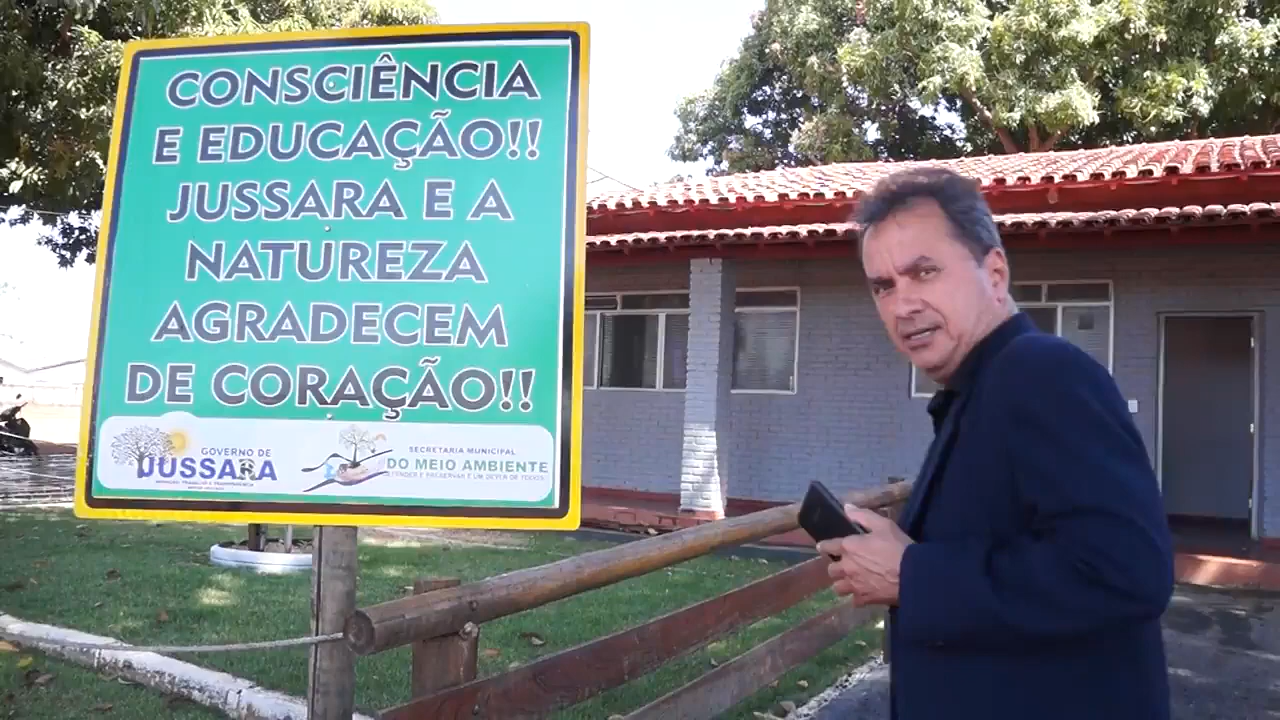 CONSCIÊNCIA
E EDUCAÇÃO!!
JUSSARA E A
NATUREZA
AGRADECEM
DE CORAÇÃO!!
GOVERNO DE
JUSSARA
SECRETARIA MUNICIPAL
DO MEIO AMBIENTE